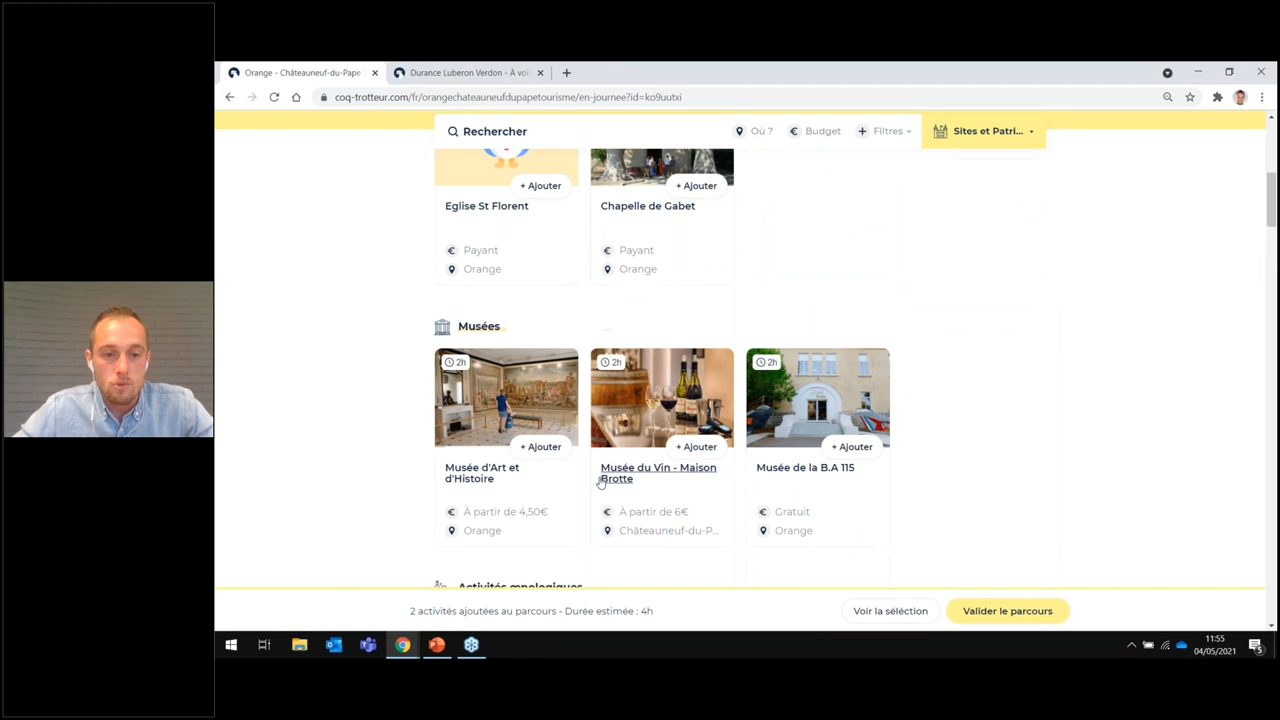 Orange - Châteauneuf-du-Pape
Durance Luberon Verdon - À voi
coq-trotteur.com/fr/orangechateauneufdupapetourisme/en-journee?id=ko9uutxi
Rechercher
Où ?
€ Budget
+ Filtres
Sites et Patri...
+ Ajouter
+ Ajouter
Eglise St Florent
Chapelle de Gabet
€ Payant
€ Payant
Orange
Orange
Musées
2h
2h
2h
+ Ajouter
+ Ajouter
+ Ajouter
Musée d'Art et
d'Histoire
Musée du Vin - Maison
Brotte
Musée de la B.A 115
€ À partir de 4,50€
€ À partir de 6€
€ Gratuit
Orange
Châteauneuf-du-P...
Orange
Activités œnologiques
2 activités ajoutées au parcours - Durée estimée : 4h
Voir la séléction
Valider le parcours
11:55
04/05/2021
5